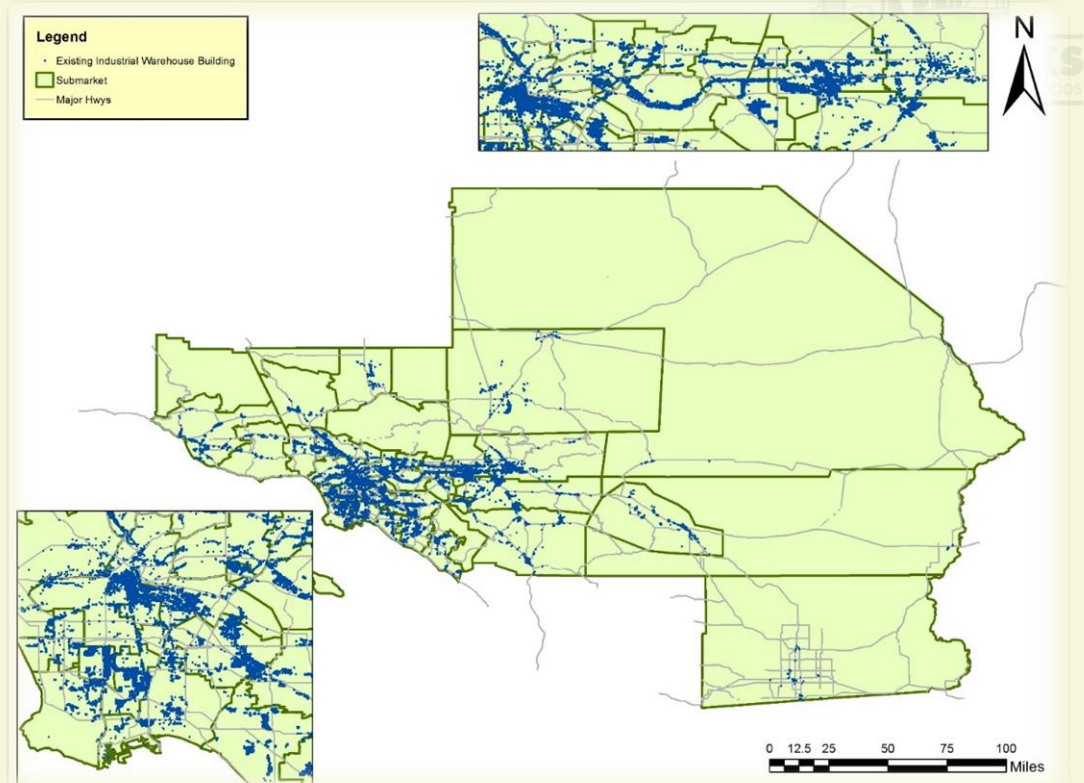 Legend
Existing Industrial Warehouse Building
Submarket
Major Hwys
N
0 12.5 25 50 75 100
Miles